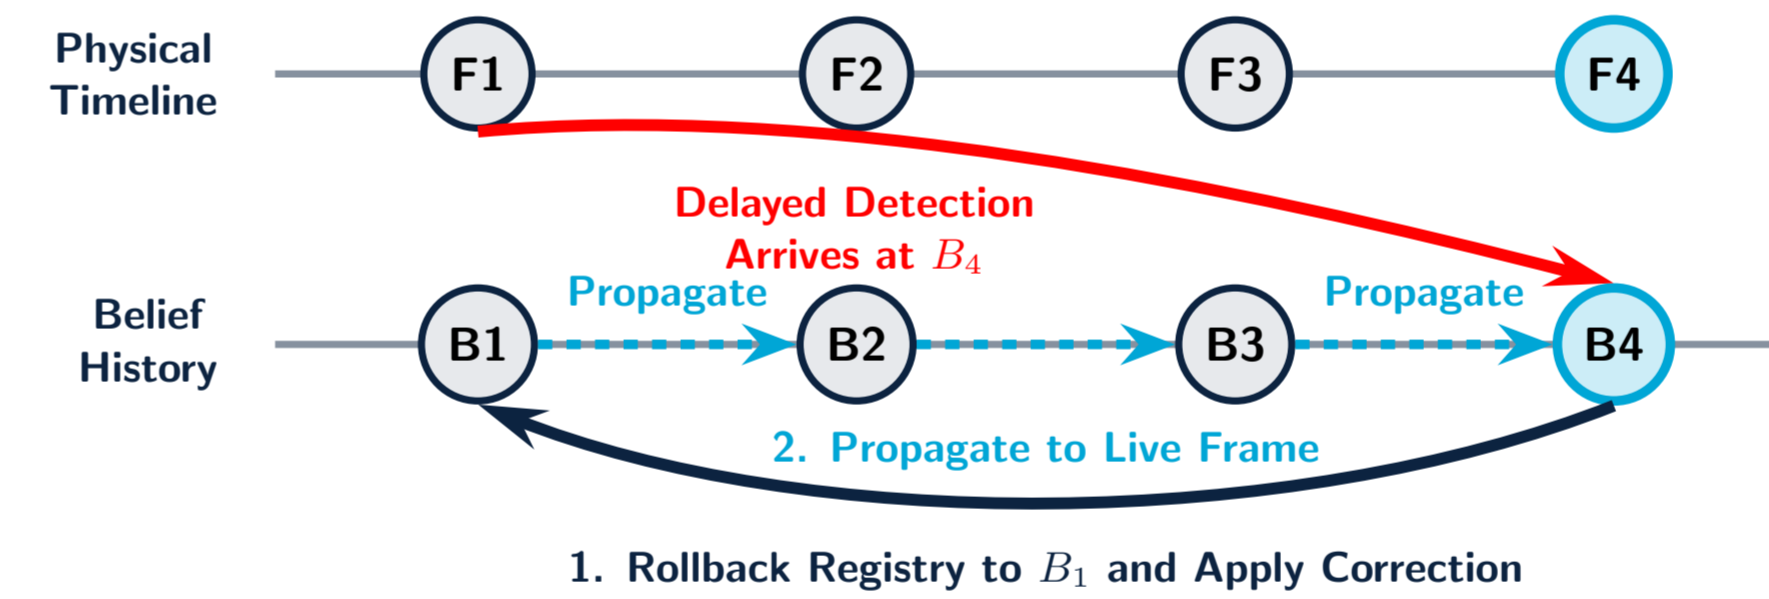 Physical
Timeline
F1
F2
F3
F4
Delayed Detection
Arrives at B₄
Propagate
Propagate
Belief
History
B1
B2
B3
B4
2. Propagate to Live Frame
1. Rollback Registry to B₁ and Apply Correction